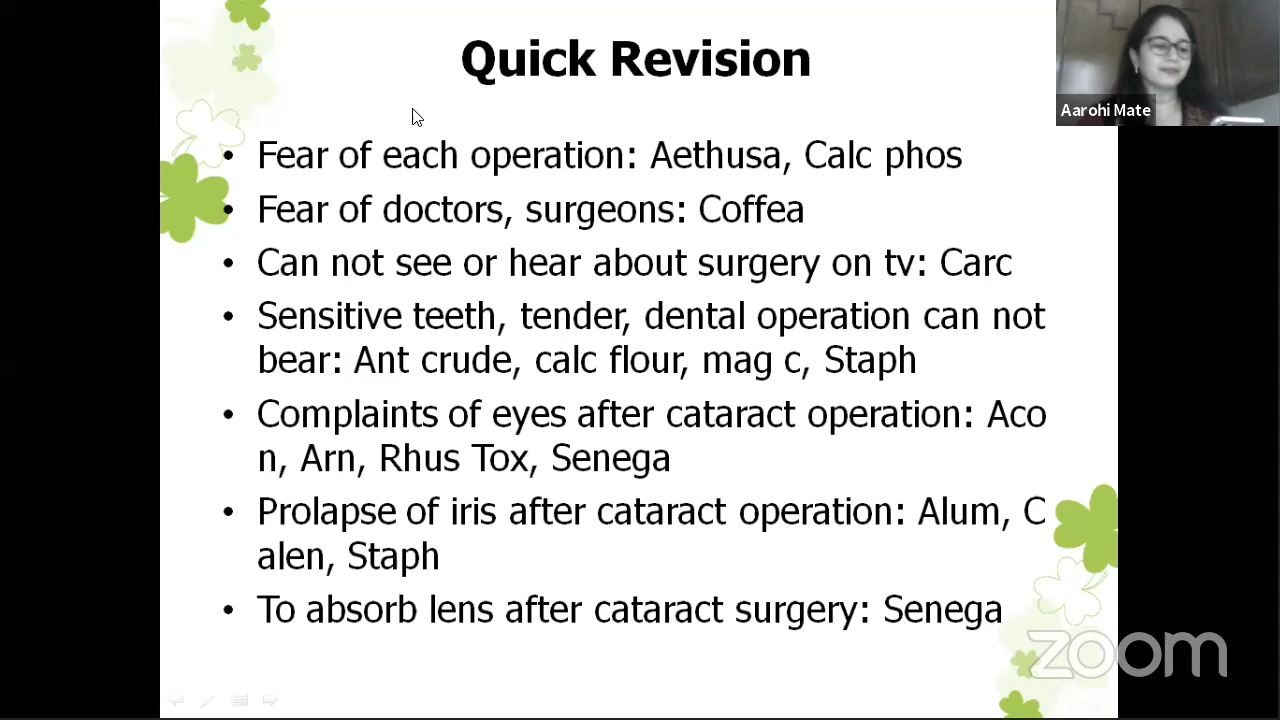 Quick Revision
Aarohi Mate
• Fear of each operation: Aethusa, Calc phos
• Fear of doctors, surgeons: Coffea
• Can not see or hear about surgery on tv: Carc
• Sensitive teeth, tender, dental operation can not
bear: Ant crude, calc flour, mag c, Staph
• Complaints of eyes after cataract operation: Aco
n, Arn, Rhus Tox, Senega
• Prolapse of iris after cataract operation: Alum, C
alen, Staph
• To absorb lens after cataract surgery: Senega
zoom